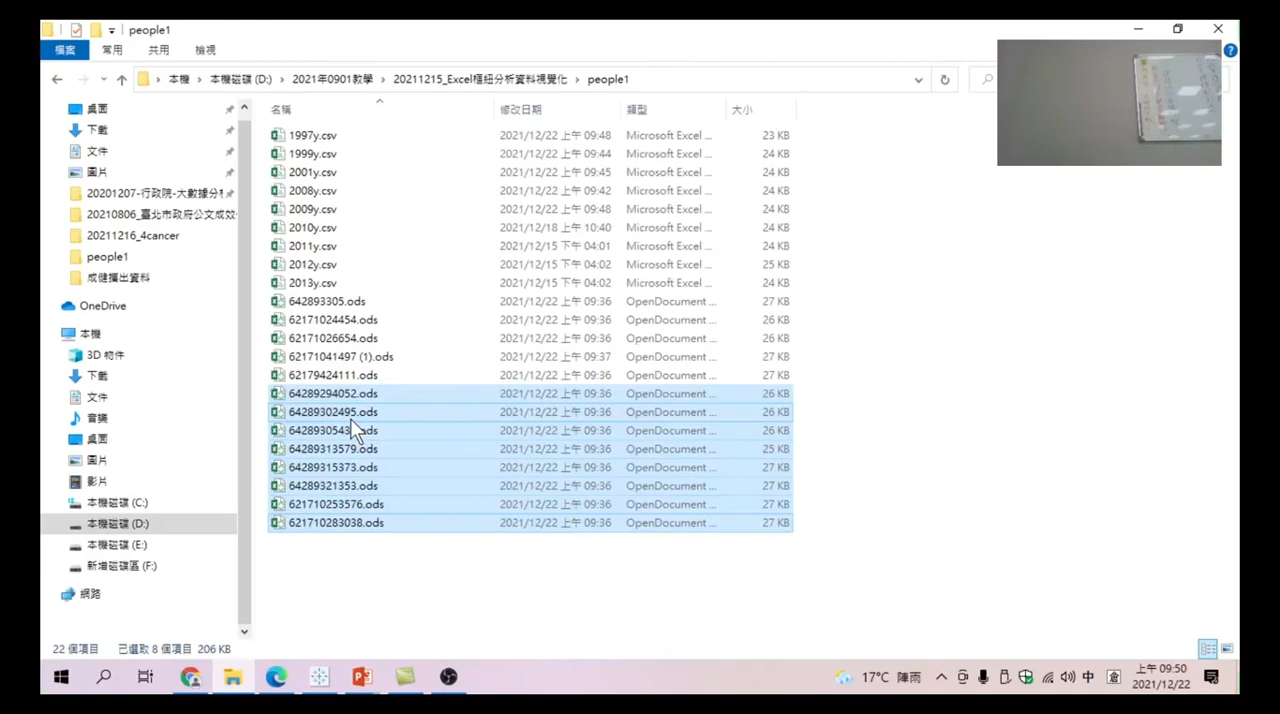 people1
檔案 常用 共用 檢視
本機 › 本機磁碟 (D:) › 2021年0901教學 › 20211215_Excel樞紐分析資料視覺化 › people1
名稱 修改日期 類型 大小
桌面
下載
文件
圖片
20201207-行政院-大數據分
20210806_臺北市政府公文成效
20211216_4cancer
people1
成健攜出資料
OneDrive
本機
3D 物件
下載
文件
音樂
桌面
圖片
影片
本機磁碟 (C:)
本機磁碟 (D:)
本機磁碟 (E:)
新增磁碟區 (F:)
網路
1997y.csv 2021/12/22 上午 09:48 Microsoft Excel ... 23 KB
1999y.csv 2021/12/22 上午 09:44 Microsoft Excel ... 24 KB
2001y.csv 2021/12/22 上午 09:45 Microsoft Excel ... 24 KB
2008y.csv 2021/12/22 上午 09:42 Microsoft Excel ... 24 KB
2009y.csv 2021/12/22 上午 09:48 Microsoft Excel ... 24 KB
2010y.csv 2021/12/18 上午 10:40 Microsoft Excel ... 24 KB
2011y.csv 2021/12/15 下午 04:01 Microsoft Excel ... 24 KB
2012y.csv 2021/12/15 下午 04:02 Microsoft Excel ... 25 KB
2013y.csv 2021/12/15 下午 04:02 Microsoft Excel ... 24 KB
642893305.ods 2021/12/22 上午 09:36 OpenDocument ... 27 KB
62171024454.ods 2021/12/22 上午 09:36 OpenDocument ... 26 KB
62171026654.ods 2021/12/22 上午 09:36 OpenDocument ... 26 KB
62171041497 (1).ods 2021/12/22 上午 09:37 OpenDocument ... 27 KB
62179424111.ods 2021/12/22 上午 09:36 OpenDocument ... 27 KB
64289294052.ods 2021/12/22 上午 09:36 OpenDocument ... 26 KB
64289302495.ods 2021/12/22 上午 09:36 OpenDocument ... 26 KB
2021/12/22 上午 09:36 OpenDocument ... 26 KB
64289313579.ods 2021/12/22 上午 09:36 OpenDocument ... 25 KB
64289315373.ods 2021/12/22 上午 09:36 OpenDocument ... 27 KB
64289321353.ods 2021/12/22 上午 09:36 OpenDocument ... 27 KB
621710253576.ods 2021/12/22 上午 09:36 OpenDocument ... 27 KB
621710283038.ods 2021/12/22 上午 09:36 OpenDocument ... 27 KB
22 個項目 已選取 8 個項目 206 KB
17°C 陣雨 中 倉 上午 09:50
2021/12/22